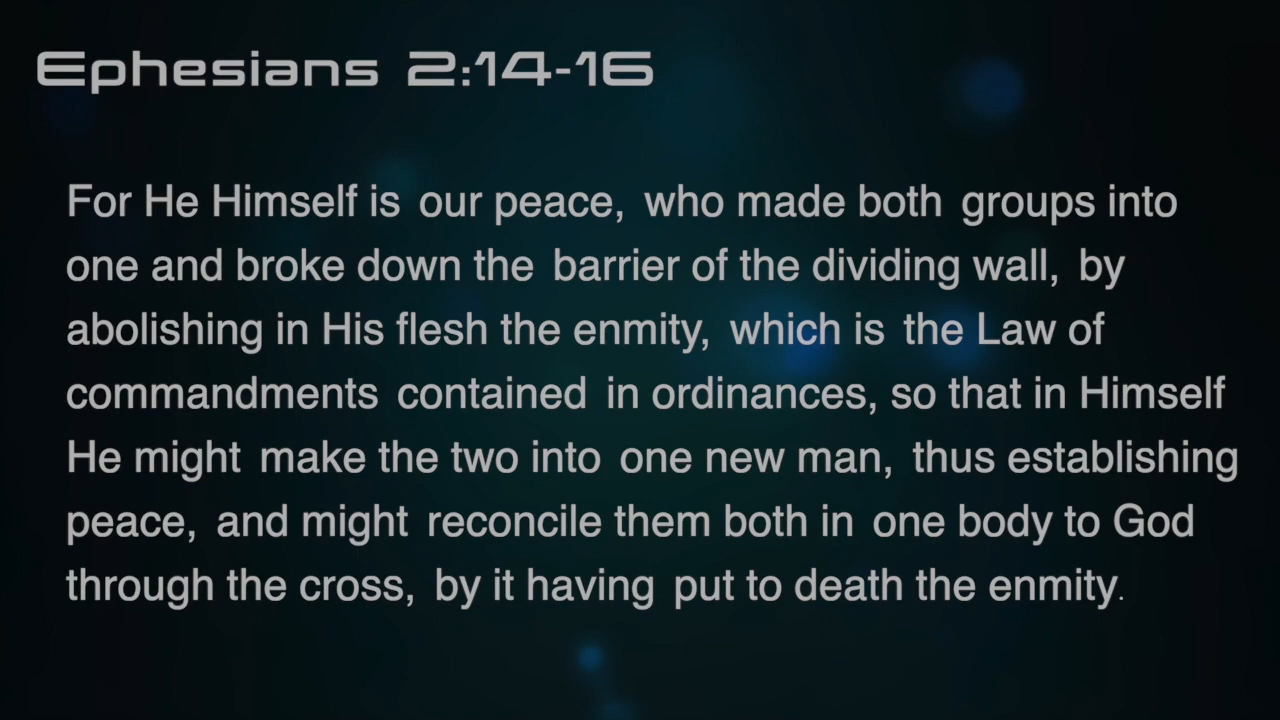 Ephesians 2:14-16
For He Himself is our peace, who made both groups into
one and broke down the barrier of the dividing wall, by
abolishing in His flesh the enmity, which is the Law of
commandments contained in ordinances, so that in Himself
He might make the two into one new man, thus establishing
peace, and might reconcile them both in one body to God
through the cross, by it having put to death the enmity.